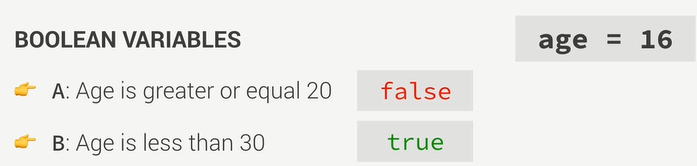 BOOLEAN VARIABLES
age = 16
A: Age is greater or equal 20 false
B: Age is less than 30 true